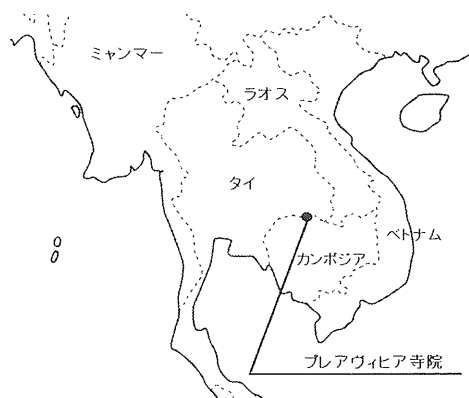 ミャンマー
ラオス
タイ
ベトナム
カンボジア
プレアヴィヒア寺院